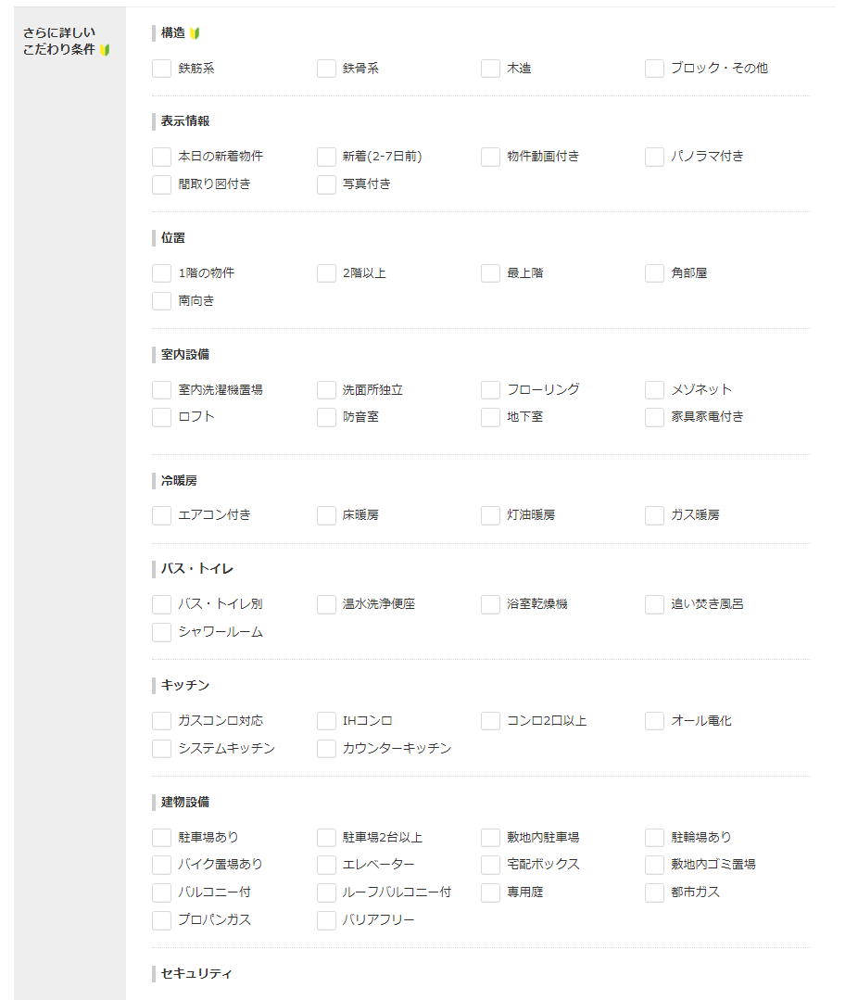 さらに詳しい
こだわり条件
構造
鉄筋系 鉄骨系 木造 ブロック・その他
表示情報
本日の新着物件 新着(2-7日前) 物件動画付き パノラマ付き
間取り図付き 写真付き
位置
1階の物件 2階以上 最上階 角部屋
南向き
室内設備
室内洗濯機置場 洗面所独立 フローリング メゾネット
ロフト 防音室 地下室 家具家電付き
冷暖房
エアコン付き 床暖房 灯油暖房 ガス暖房
バス・トイレ
バス・トイレ別 温水洗浄便座 浴室乾燥機 追い焚き風呂
シャワールーム
キッチン
ガスコンロ対応 IHコンロ コンロ2口以上 オール電化
システムキッチン カウンターキッチン
建物設備
駐車場あり 駐車場2台以上 敷地内駐車場 駐輪場あり
バイク置場あり エレベーター 宅配ボックス 敷地内ゴミ置場
バルコニー付 ルーフバルコニー付 専用庭 都市ガス
プロパンガス バリアフリー
セキュリティ